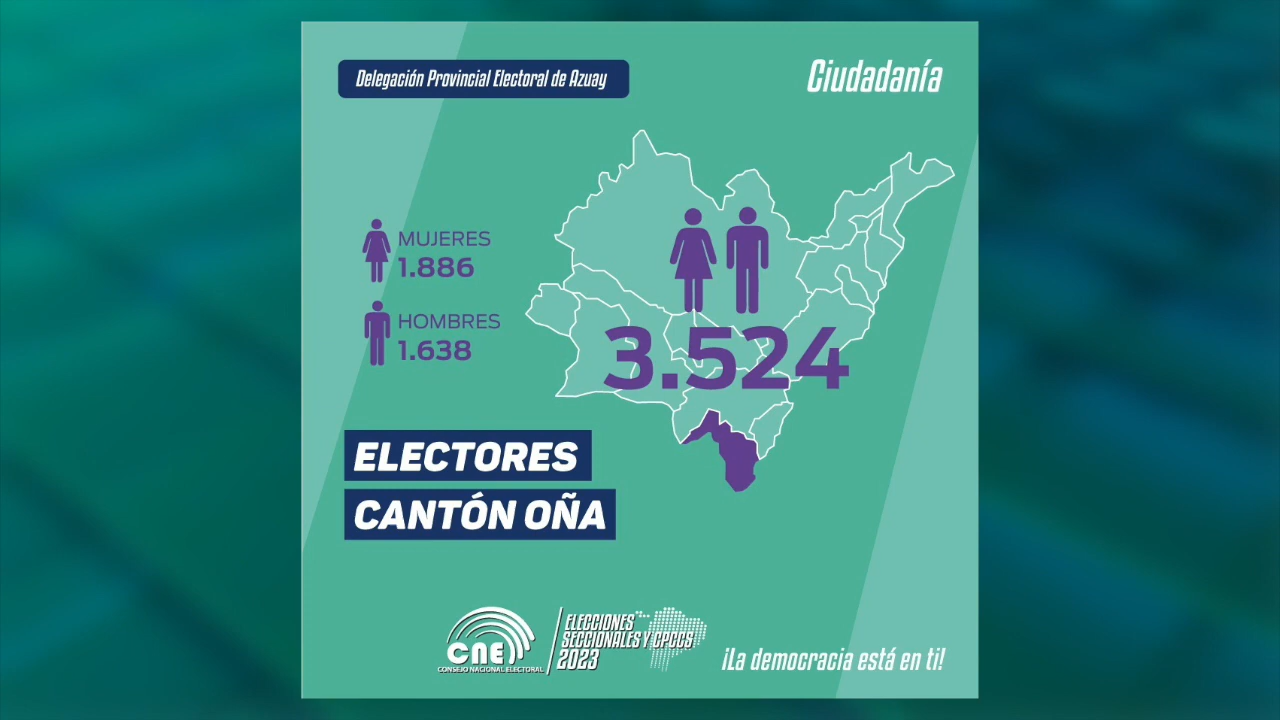 Delegación Provincial Electoral de Azuay
Ciudadanía
MUJERES
1.886
HOMBRES
1.638
3.524
ELECTORES
CANTÓN OÑA
CNE
CONSEJO NACIONAL ELECTORAL
ELECCIONES
SECCIONALES Y CPCCS
2023
¡La democracia está en ti!